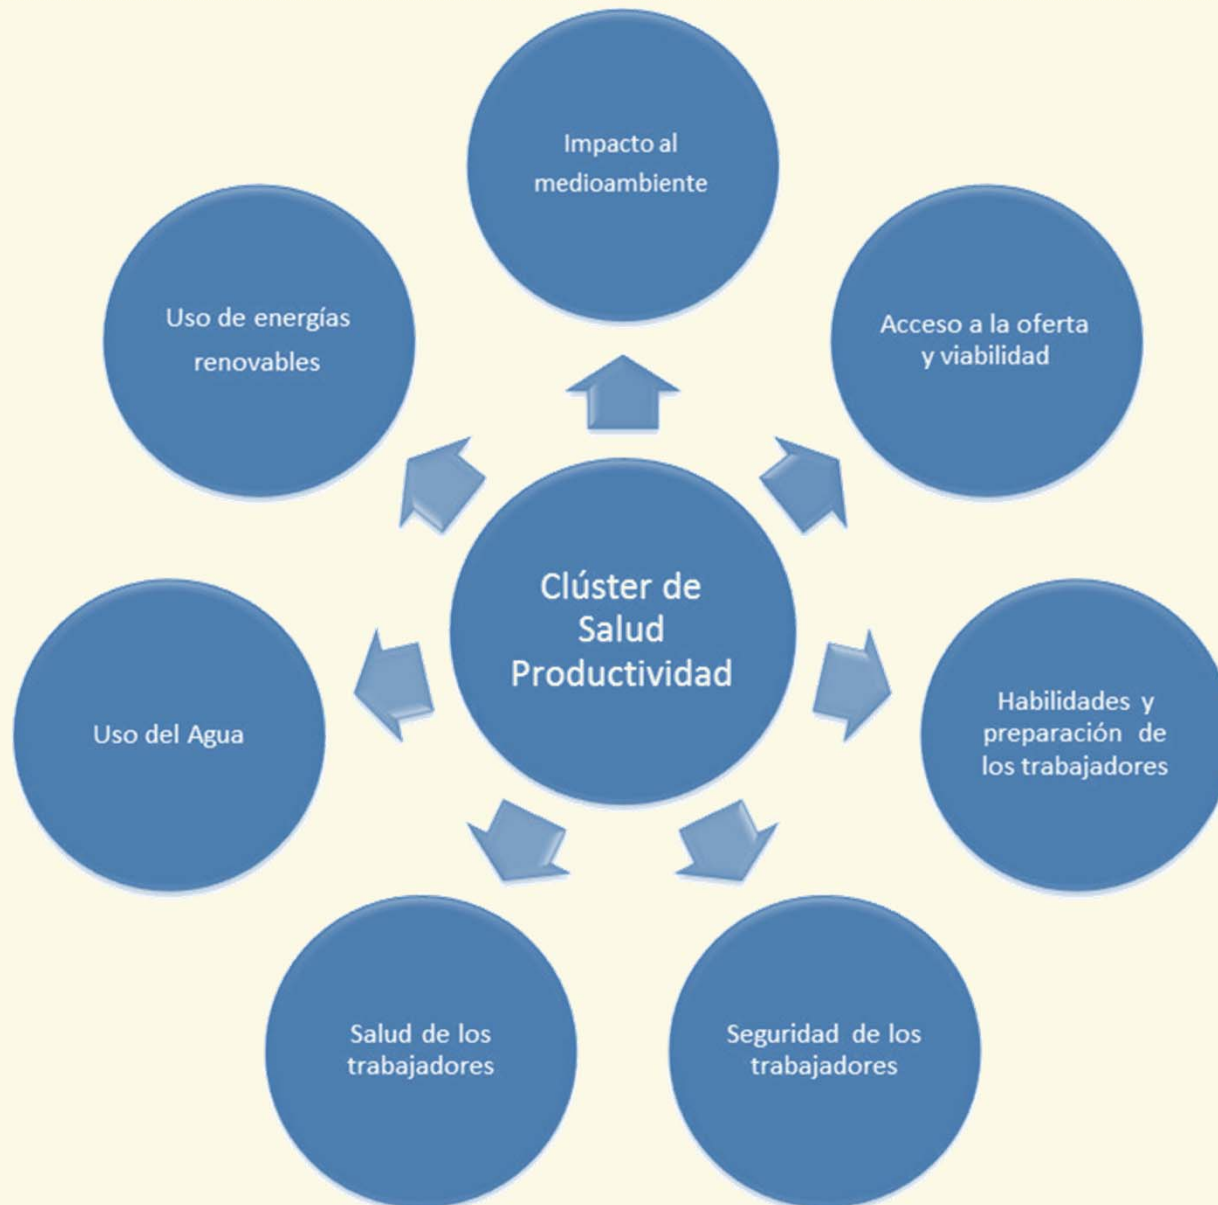 Impacto al
medioambiente
Acceso a la oferta
y viabilidad
Habilidades y
preparación de
los trabajadores
Seguridad de los
trabajadores
Salud de los
trabajadores
Uso del Agua
Uso de energías
renovables
Clúster de
Salud
Productividad